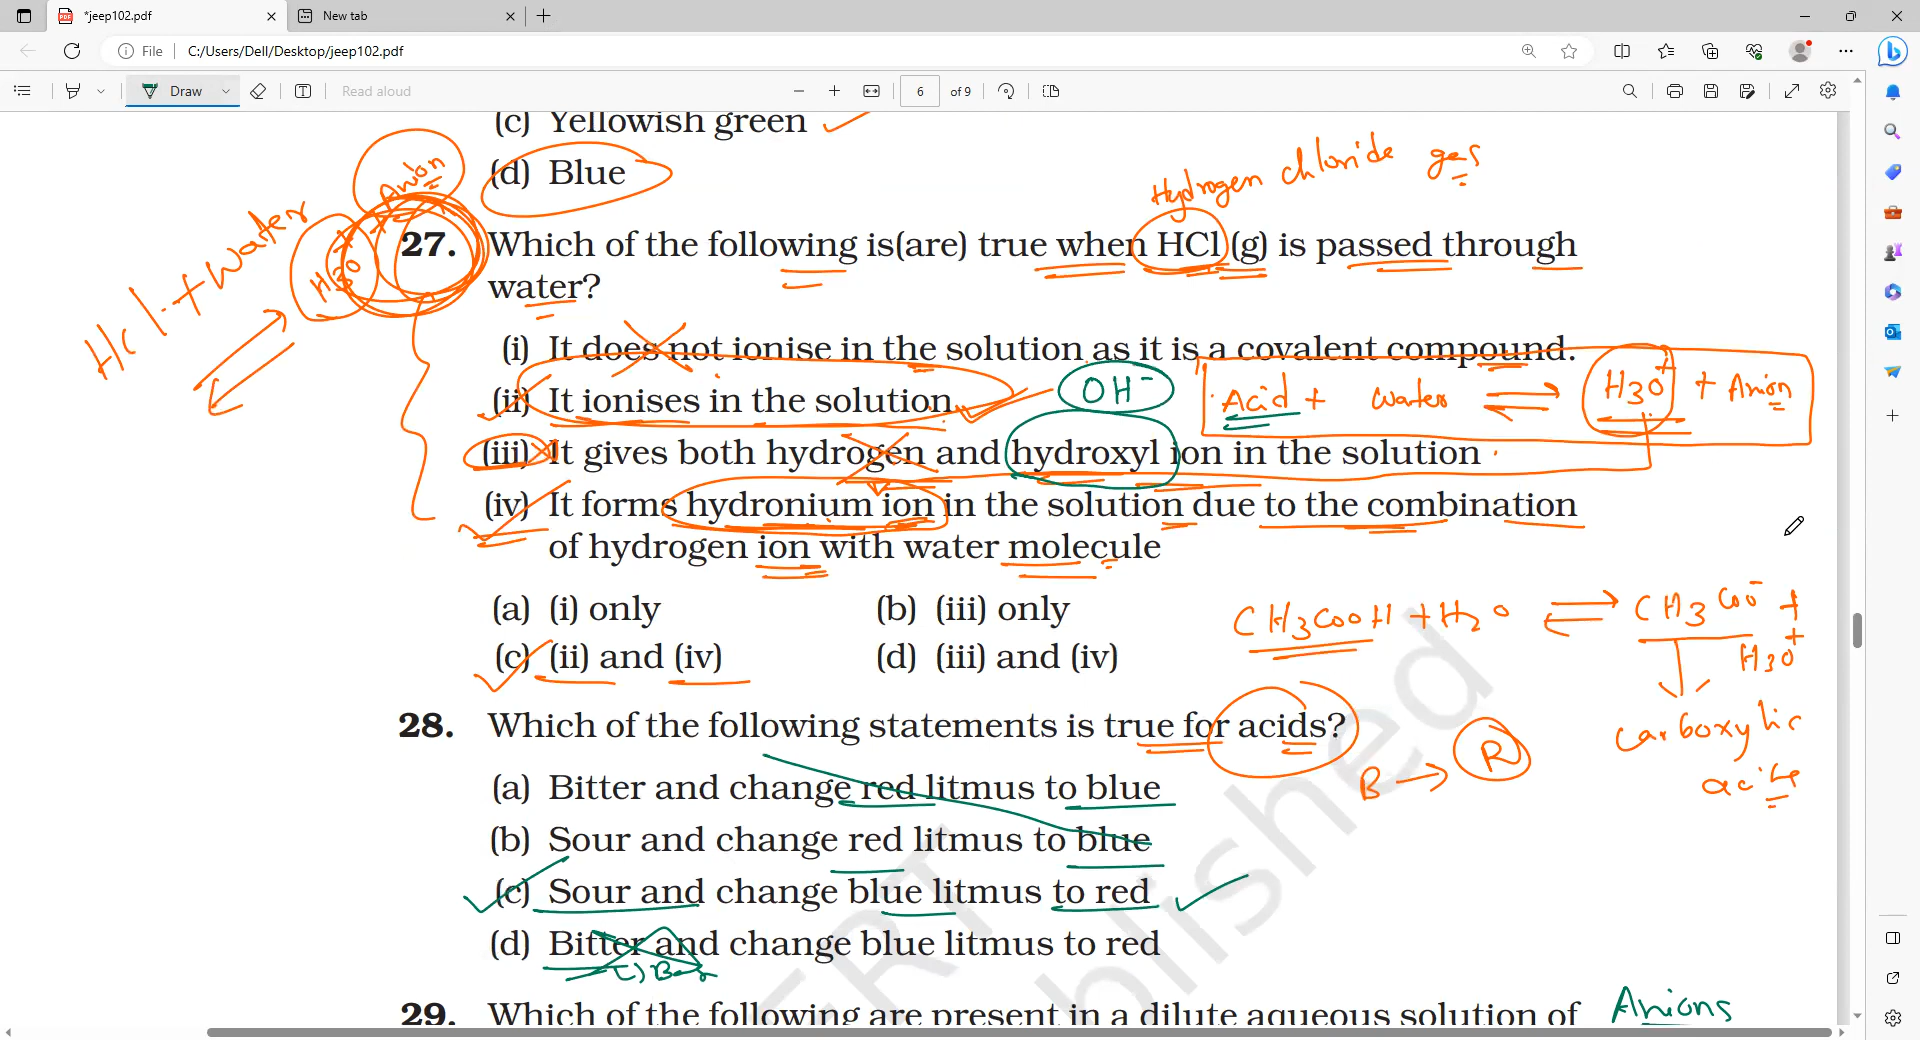 *jeep102.pdf
New tab
File
C:/Users/Dell/Desktop/jeep102.pdf
Draw
Read aloud
6
of 9
(c) Yellowish green
(d) Blue
Anion
Hydrogen chloride gas
HCl + Water
H3O
+
27. Which of the following is(are) true when HCl (g) is passed through
water?
(i) It does not ionise in the solution as it is a covalent compound.
(ii) It ionises in the solution
OH-
Acid + Water ⇌ H3O+ + Anion
(iii) It gives both hydrogen and hydroxyl ion in the solution
(iv) It forms hydronium ion in the solution due to the combination
of hydrogen ion with water molecule
(a) (i) only
(b) (iii) only
CH3COOH + H2O ⇌ CH3COO- +
H3O+
(c) (ii) and (iv)
(d) (iii) and (iv)
28. Which of the following statements is true for acids?
B → R
carboxylic
(a) Bitter and change red litmus to blue
(b) Sour and change red litmus to blue
(c) Sour and change blue litmus to red
(d) Bitter and change blue litmus to red
29. Which of the following are present in a dilute aqueous solution of
Anions